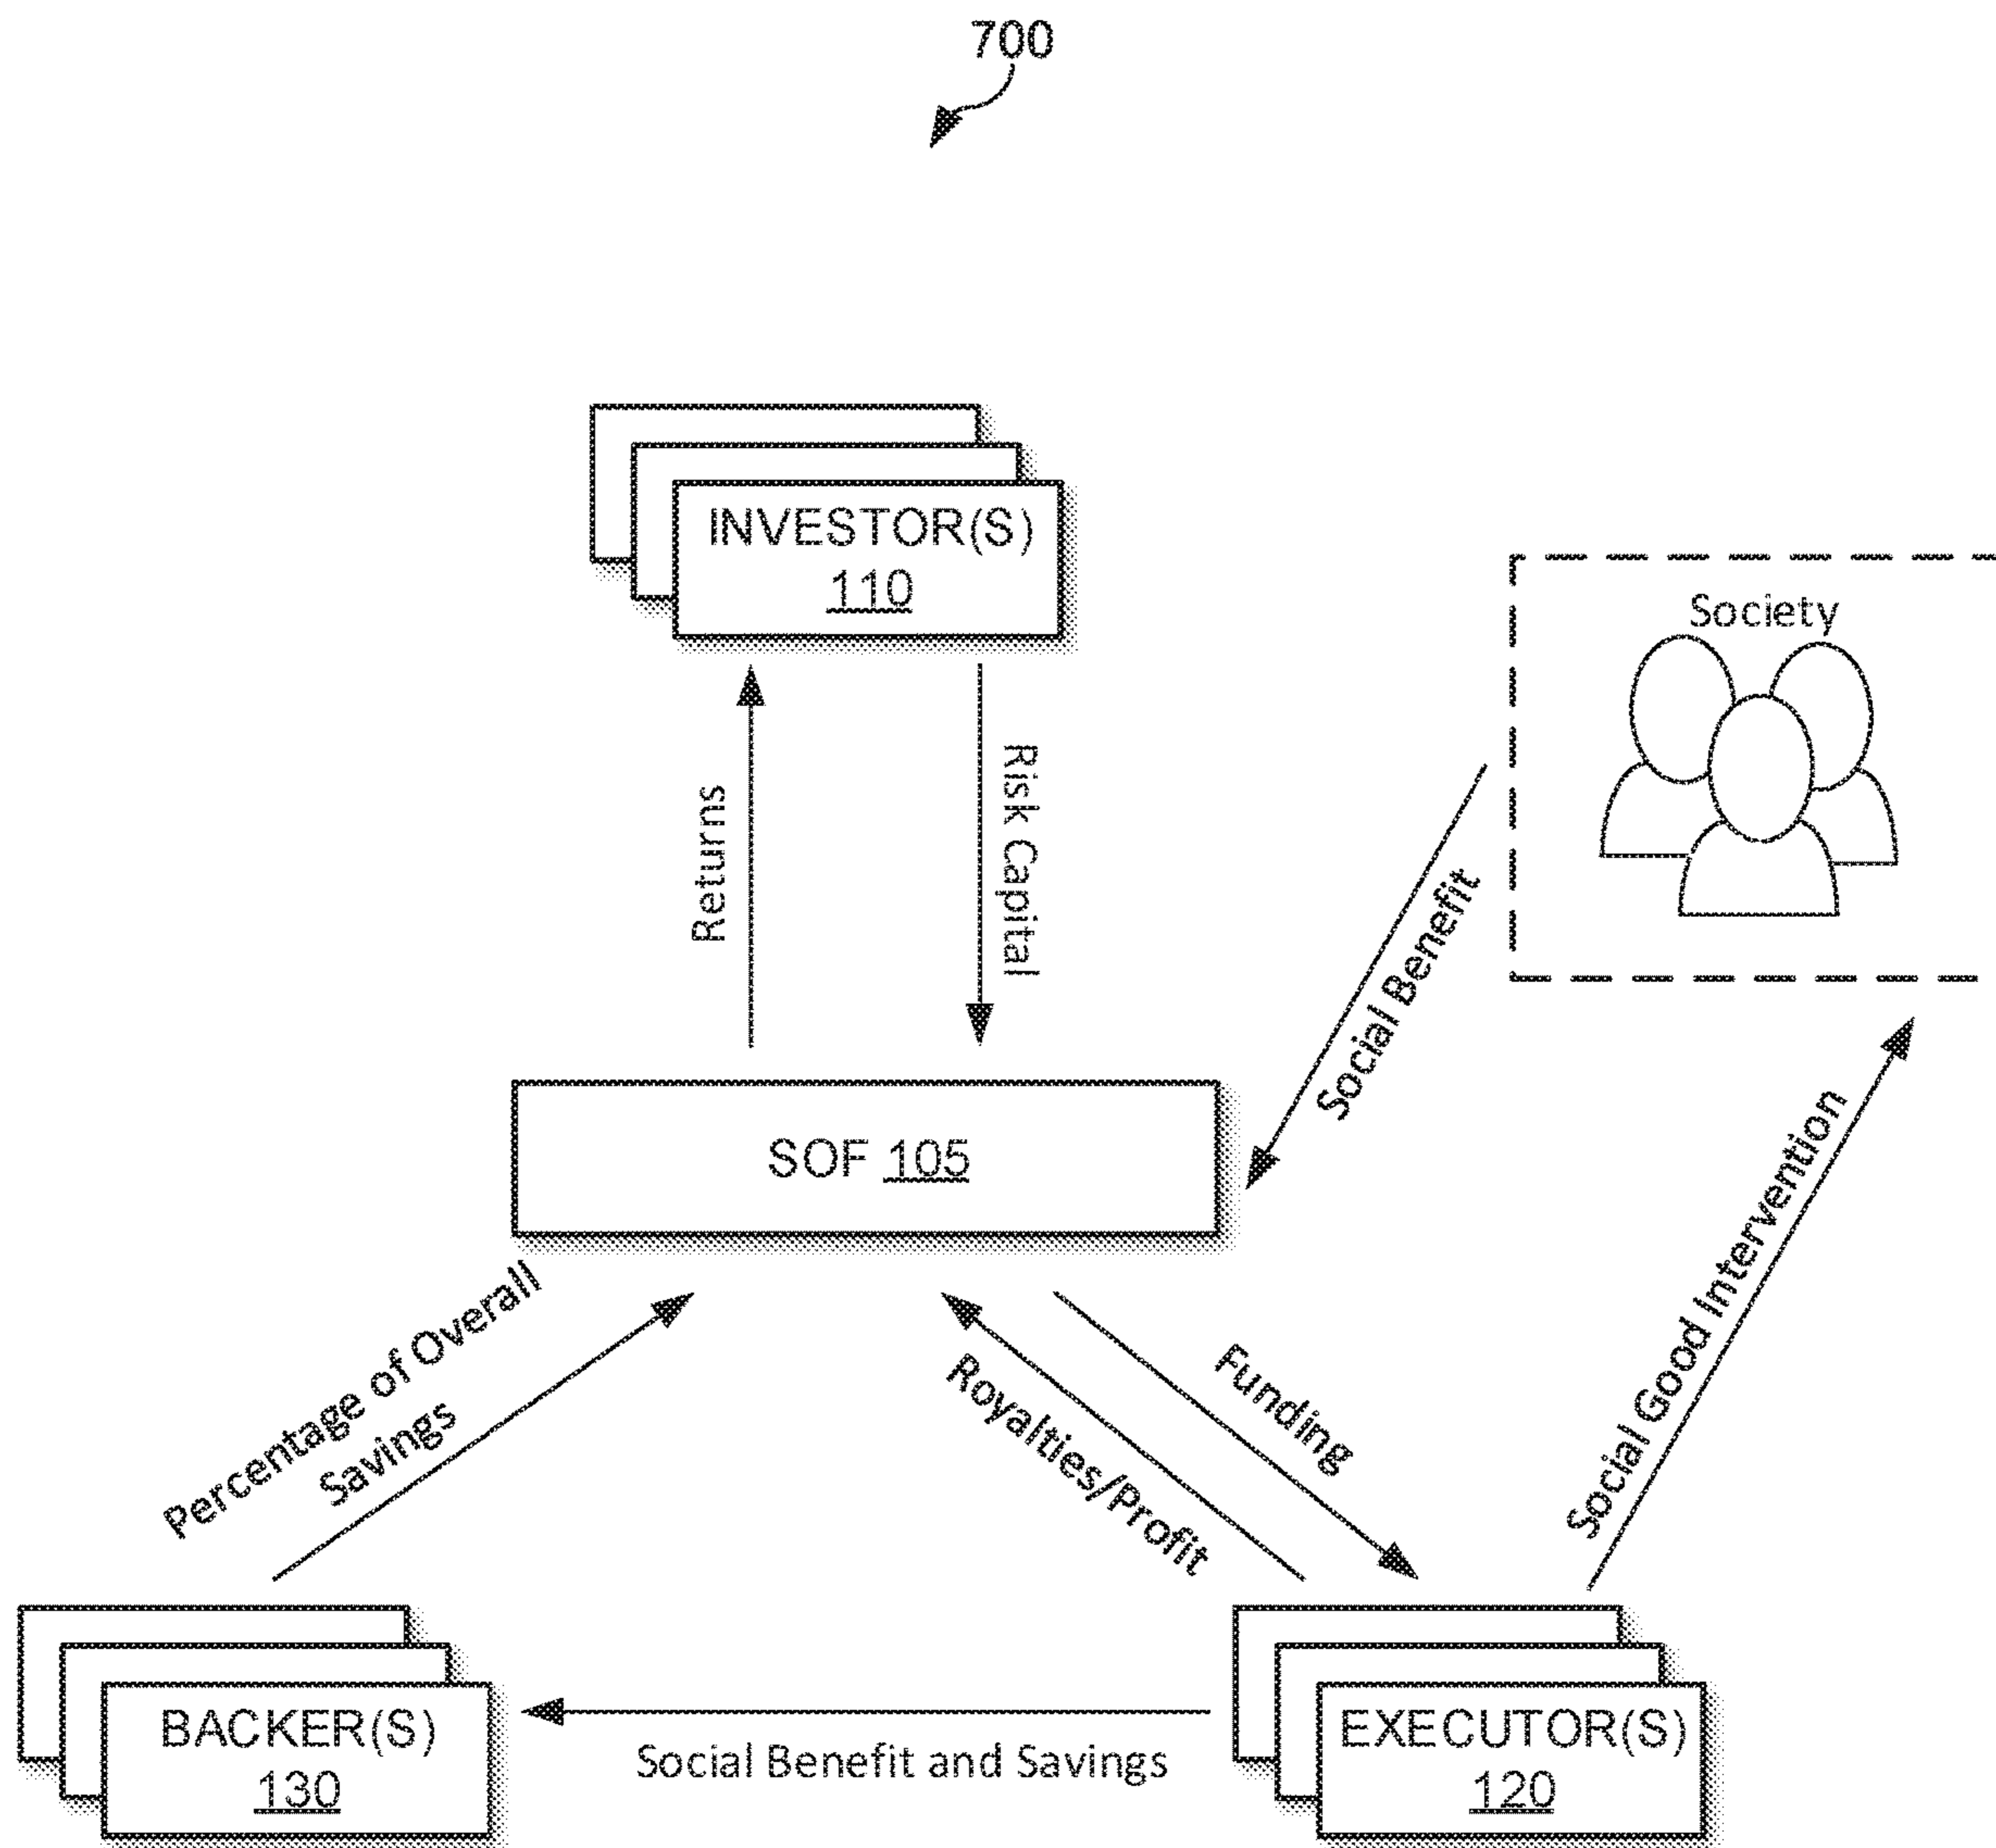 700
INVESTOR(S)
110
Society
Returns
Risk Capital
Social Benefit
SOF 105
Percentage of Overall
Savings
Royalties/Profit
Funding
Social Good Intervention
BACKER(S)
130
Social Benefit and Savings
EXECUTOR(S)
120